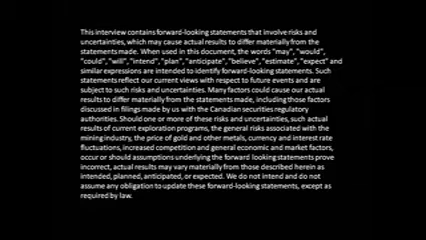 This interview contains forward-looking statements that involve risks and
uncertainties, which may cause actual results to differ materially from the
statements made. When used in this document, the words "may", "would",
"could", "will", "intend", "plan", "anticipate", "believe", "estimate", "expect" and
similar expressions are intended to identify forward-looking statements. Such
statements reflect our current views with respect to future events and are
subject to such risks and uncertainties. Many factors could cause our actual
results to differ materially from the statements made, including those factors
discussed in filings made by us with the Canadian securities regulatory
authorities. Should one or more of these risks and uncertainties, such actual
results of current exploration programs, the general risks associated with the
mining industry, the price of gold and other metals, currency and interest rate
fluctuations, increased competition and general economic and market factors,
occur or should assumptions underlying the forward looking statements prove
incorrect, actual results may vary materially from those described herein as
intended, planned, anticipated, or expected. We do not intend and do not
assume any obligation to update these forward-looking statements, except as
required by law.